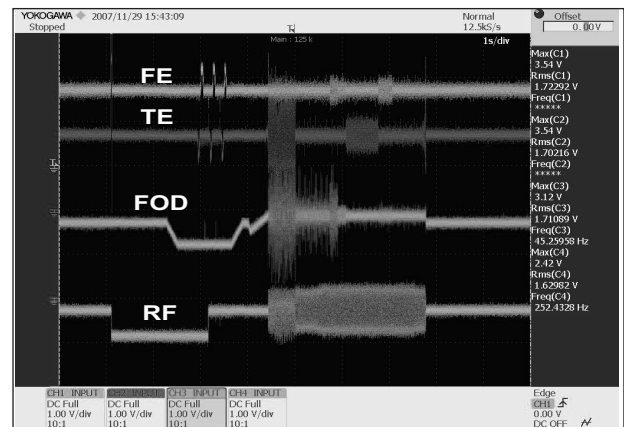 YOKOGAWA ◆ 2007/11/29 15:43:09
Stopped
Normal
12.5kS/s
Offset
0.00V
Main : 125 k
1s/div
T
FE
TE
FOD
RF
Max(C1)
3.54 V
Rms(C1)
1.72292 V
Freq(C1)
*****
Max(C2)
3.54 V
Rms(C2)
1.70216 V
Freq(C2)
*****
Max(C3)
3.12 V
Rms(C3)
1.71089 V
Freq(C3)
45.25958 Hz
Max(C4)
2.42 V
Rms(C4)
1.62982 V
Freq(C4)
252.4328 Hz
CH1 INPUT
DC Full
1.00 V/div
10:1
CH2 INPUT
DC Full
1.00 V/div
10:1
CH3 INPUT
DC Full
1.00 V/div
10:1
CH4 INPUT
DC Full
1.00 V/div
10:1
Edge
CH1
0.00 V
DC OFF